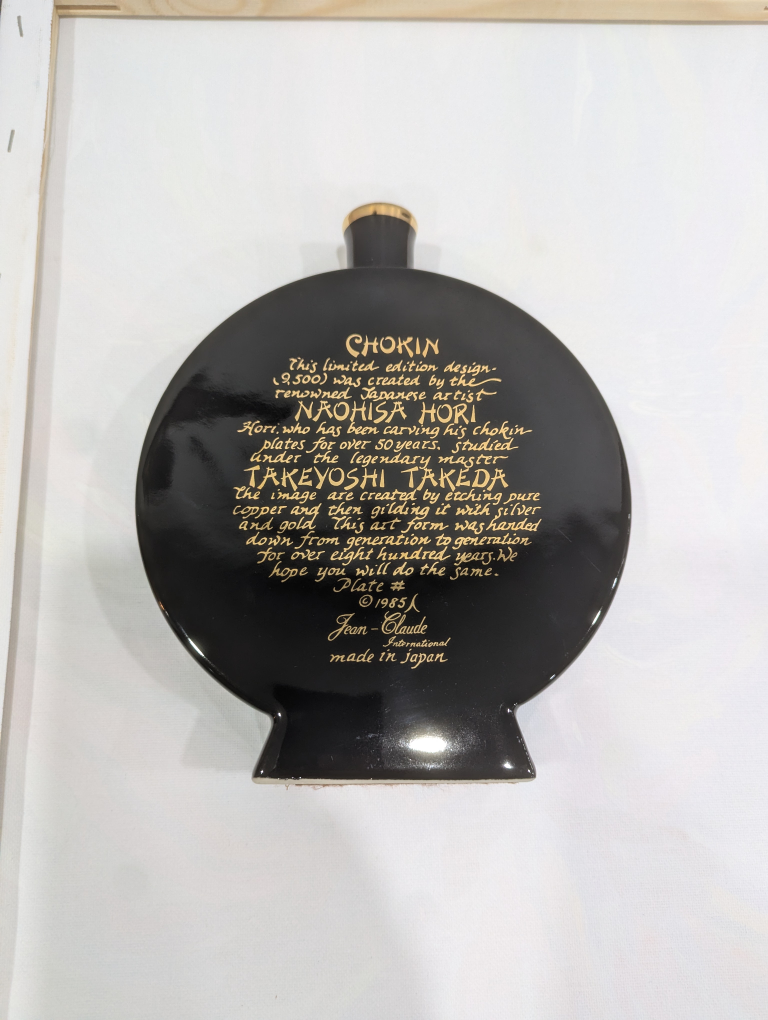 CHOKIN
This limited edition design
(9,500) was created by the
renowned Japanese artist
NAOHISA HORI
Hori, who has been carving his chokin
plates for over 50 years. studied
under the legendary master
TAKEYOSHI TAKEDA
The image are created by etching pure
copper and then gilding it with silver
and gold This art form was handed
down from generation to generation
for over eight hundred years. We
hope you will do the same.
Plate #
© 1985
Jean-Claude
International
made in japan